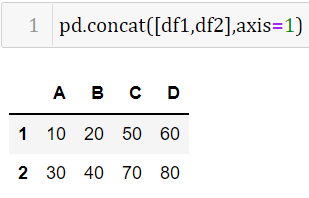 1 pd.concat([df1,df2],axis=1)
A B C D
1 10 20 50 60
2 30 40 70 80